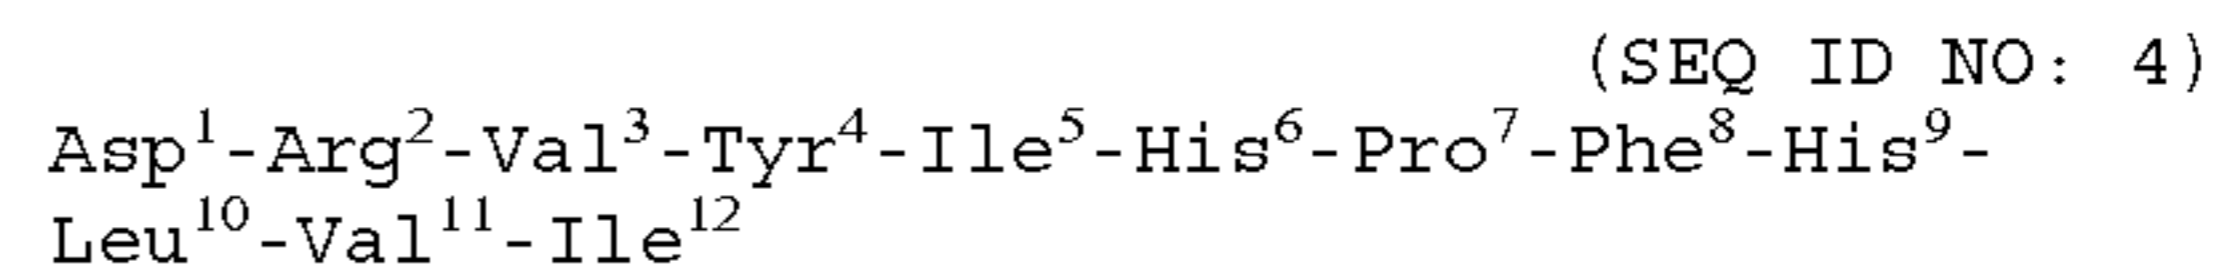 (SEQ ID NO: 4)
Asp¹-Arg²-Val³-Tyr⁴-Ile⁵-His⁶-Pro⁷-Phe⁸-His⁹-
Leu¹⁰-Val¹¹-Ile¹²